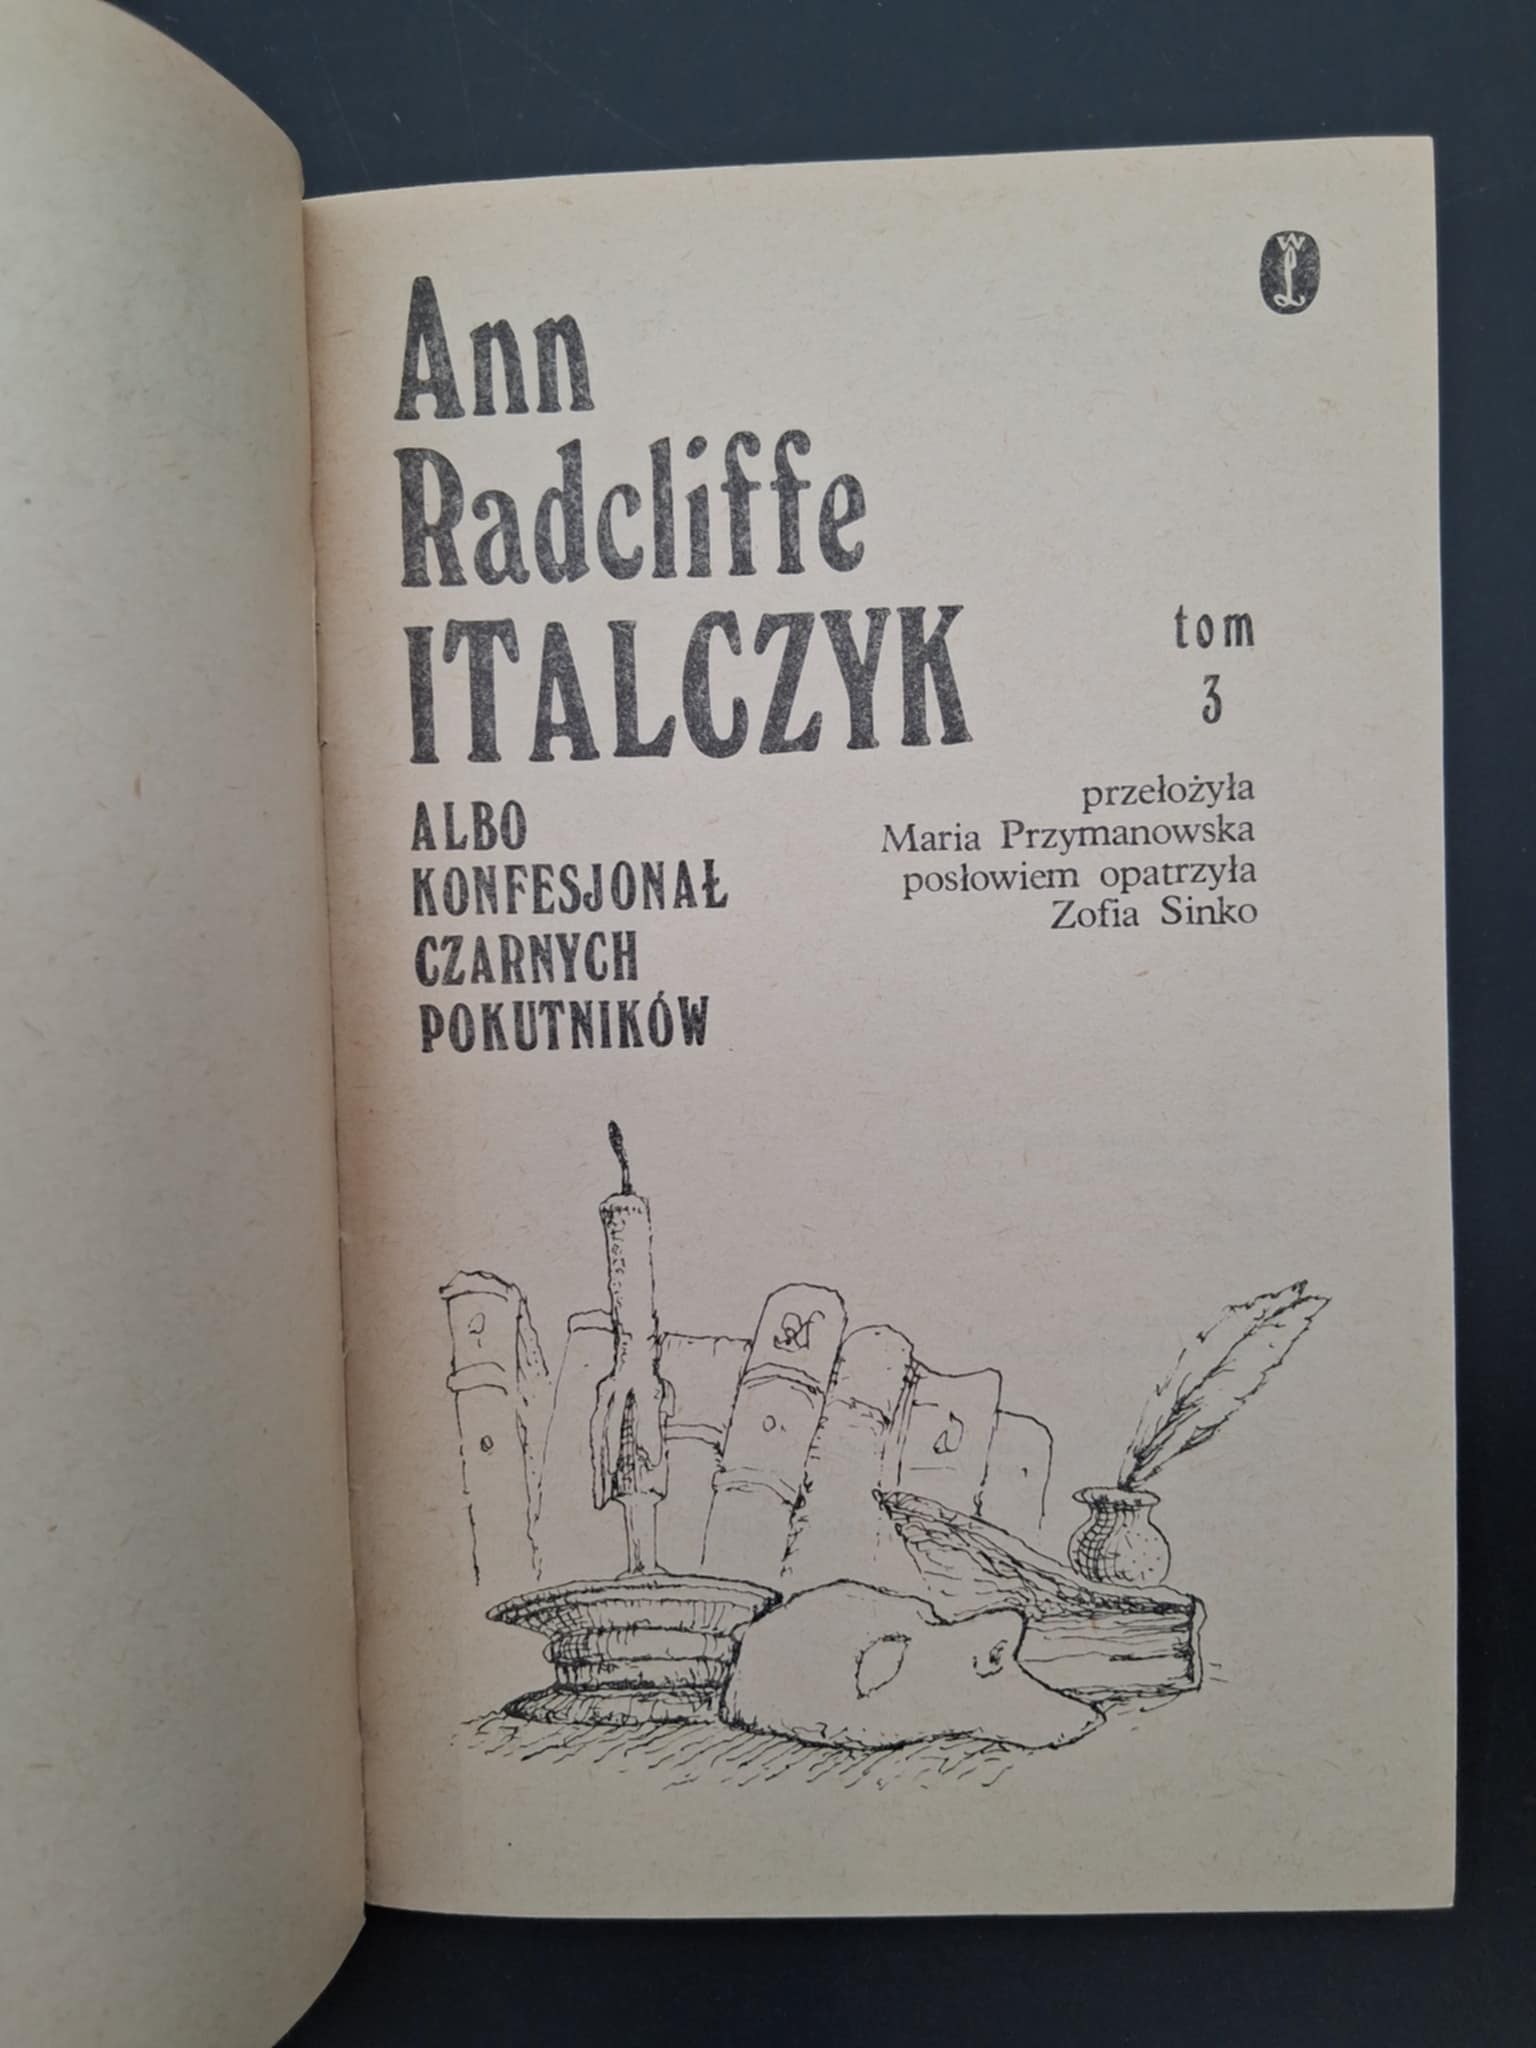 WL
Ann
Radcliffe
ITALCZYK
ALBO
KONFESJONAŁ
CZARNYCH
POKUTNIKÓW
tom
3
przełożyła
Maria Przymanowska
posłowiem opatrzyła
Zofia Sinko